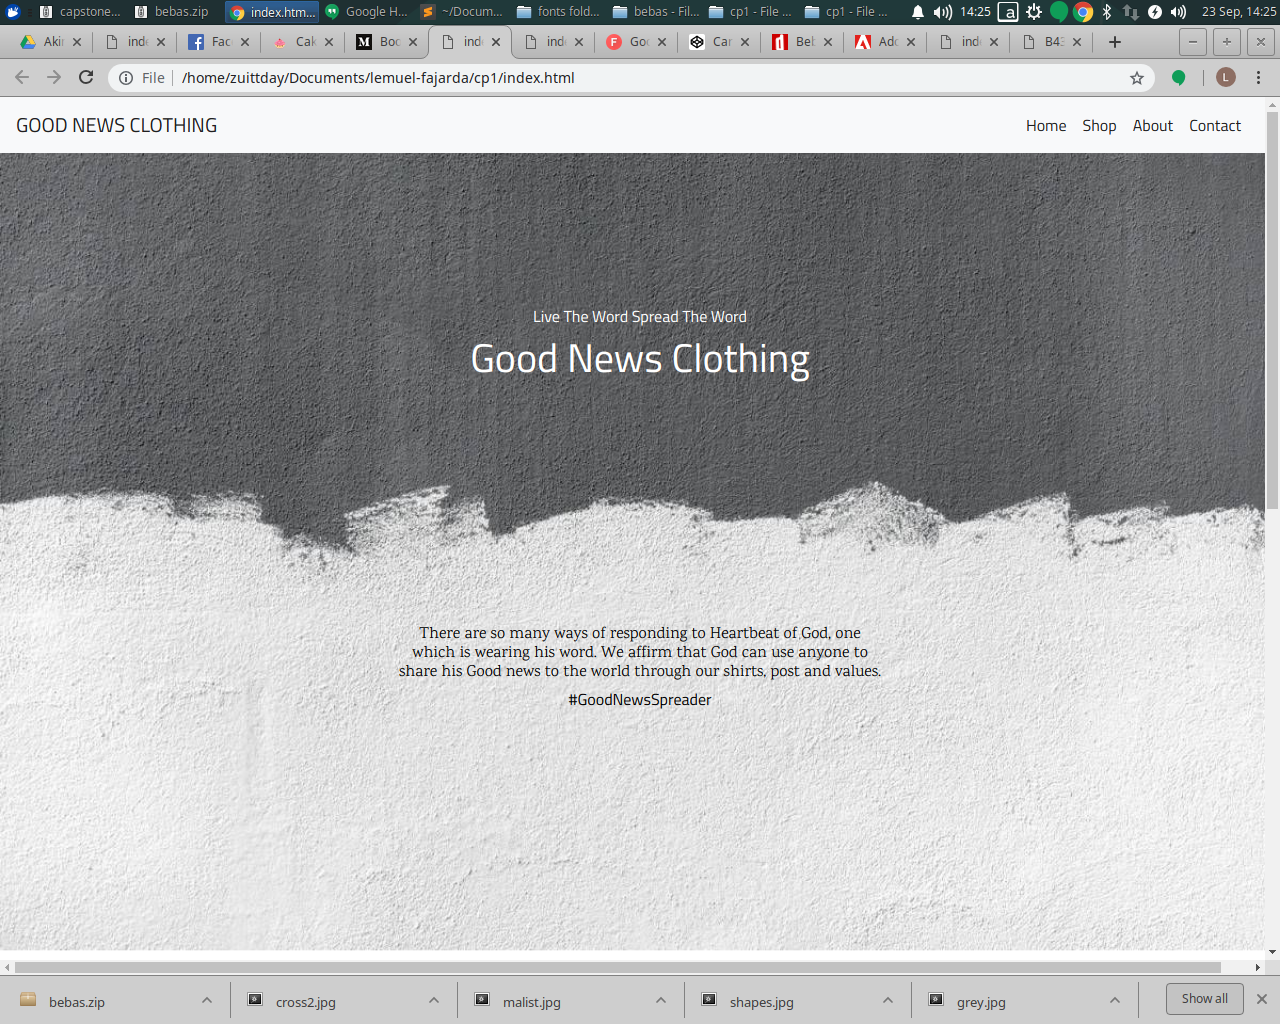 capstone... bebas.zip index.htm... Google H... ~/Docum... fonts fold... bebas - Fil... cp1 - File ... cp1 - File ... 14:25 a 23 Sep, 14:25
Aki inde Fac Cak M Boo inde inde F Goo Car Beb Ado inde B43
File /home/zuittday/Documents/lemuel-fajarda/cp1/index.html L
GOOD NEWS CLOTHING Home Shop About Contact
Live The Word Spread The Word
Good News Clothing
There are so many ways of responding to Heartbeat of God, one
which is wearing his word. We affirm that God can use anyone to
share his Good news to the world through our shirts, post and values.
#GoodNewsSpreader
bebas.zip cross2.jpg malist.jpg shapes.jpg grey.jpg Show all